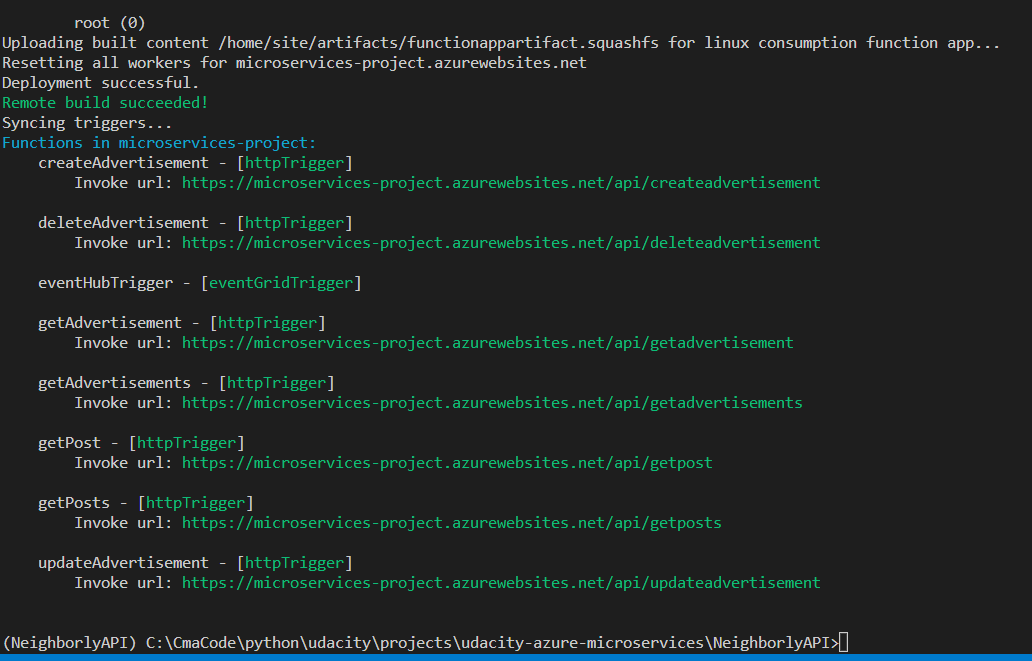 root (0)
Uploading built content /home/site/artifacts/functionappartifact.squashfs for linux consumption function app...
Resetting all workers for microservices-project.azurewebsites.net
Deployment successful.
Remote build succeeded!
Syncing triggers...
Functions in microservices-project:
createAdvertisement - [httpTrigger]
Invoke url: https://microservices-project.azurewebsites.net/api/createadvertisement
deleteAdvertisement - [httpTrigger]
Invoke url: https://microservices-project.azurewebsites.net/api/deleteadvertisement
eventHubTrigger - [eventGridTrigger]
getAdvertisement - [httpTrigger]
Invoke url: https://microservices-project.azurewebsites.net/api/getadvertisement
getAdvertisements - [httpTrigger]
Invoke url: https://microservices-project.azurewebsites.net/api/getadvertisements
getPost - [httpTrigger]
Invoke url: https://microservices-project.azurewebsites.net/api/getpost
getPosts - [httpTrigger]
Invoke url: https://microservices-project.azurewebsites.net/api/getposts
updateAdvertisement - [httpTrigger]
Invoke url: https://microservices-project.azurewebsites.net/api/updateadvertisement
(NeighborlyAPI) C:\CmaCode\python\udacity\projects\udacity-azure-microservices\NeighborlyAPI>